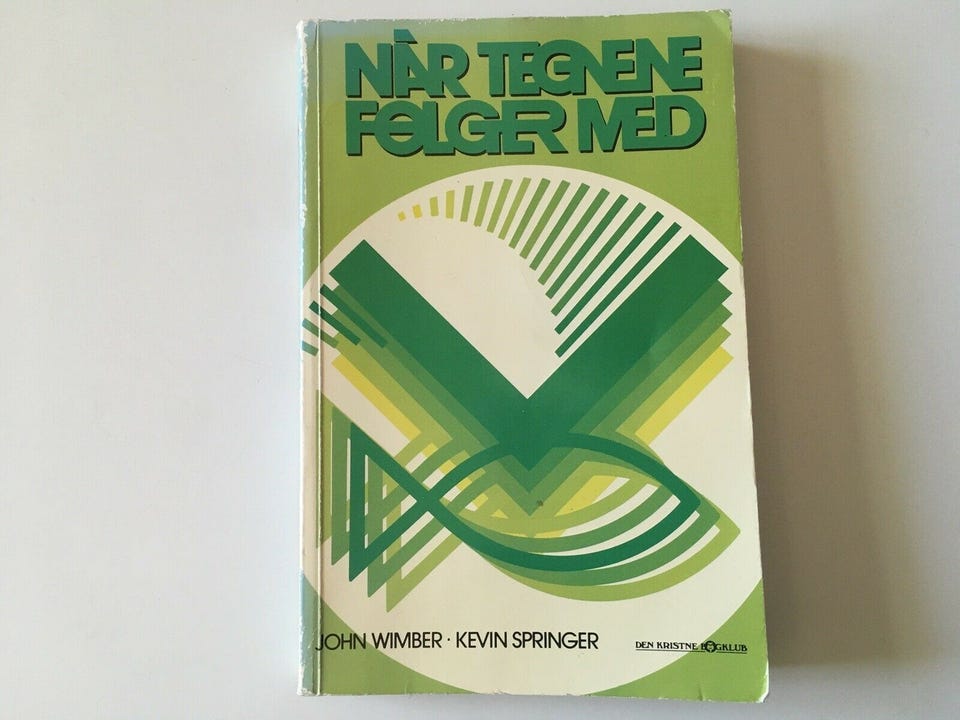 NÅR TEGNENE
FØLGER MED
JOHN WIMBER · KEVIN SPRINGER
DEN KRISTNE BOGKLUB